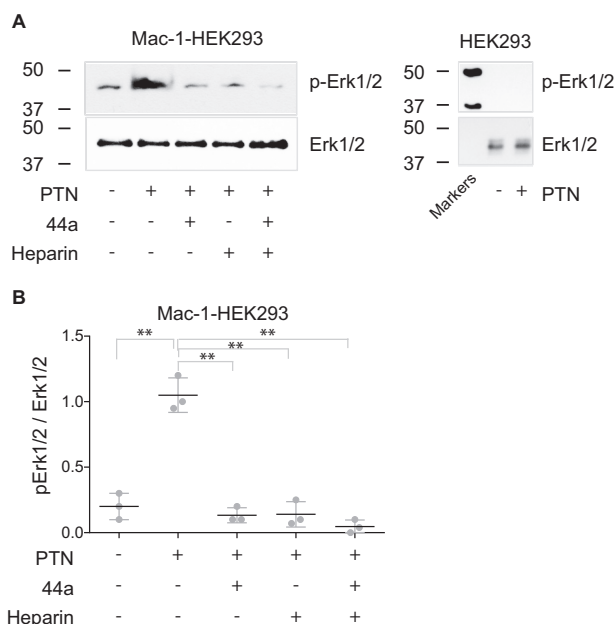 A
Mac-1-HEK293
50
37
p-Erk1/2
50
37
Erk1/2
PTN - + + + +
44a - - + - +
Heparin - - - + +
HEK293
50
37
p-Erk1/2
50
37
Erk1/2
Markers
- + PTN
B
Mac-1-HEK293
** ** ** **
pErk1/2 / Erk1/2
1.5
1.0
0.5
0.0
PTN - + + + +
44a - - + - +
Heparin - - - + +